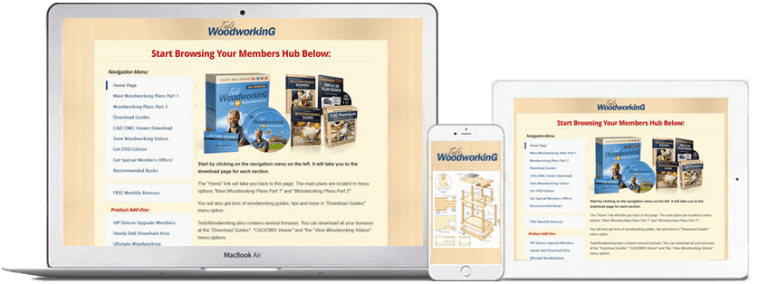 Teds
WoodworkinG
Start Browsing Your Members Hub Below:
Navigation Menu:
Home Page
Main Woodworking Plans Part 1
Woodworking Plans Part 2
Download Guides
CAD/DWG Viewer Download
View Woodworking Videos
Get DVD Edition
Get Special Members Offers!
Recommended Books
FREE Monthly Bonuses
Product Add-Ons:
VIP Deluxe Upgrade Members
Handy Dad Download Area
Ultimate Woodworking
WoodworkinG
Start by clicking on the navigation menu on the left. It will take you to the
download page for each section.
The "Home" link will take you back to this page. The main plans are located in menu
options "Main Woodworking Plans Part 1" and "Woodworking Plans Part 2"
You will also get tons of woodworking guides, tips and more in "Download Guides"
menu option.
TedsWoodworking also contains several bonuses. You can download all your bonuses
at the "Download Guides", "CAD/DWG Viewer" and the "View Woodworking Videos"
menu options.
MacBook Air
Teds
WoodworkinG
Teds
WoodworkinG
Start Browsing Your Members Hub Below:
Navigation Menu:
Home Page
Main Woodworking Plans Part 1
Woodworking Plans Part 2
Download Guides
CAD/DWG Viewer Download
View Woodworking Videos
Get DVD Edition
Get Special Members Offers!
Recommended Books
FREE Monthly Bonuses
Product Add-Ons:
VIP Deluxe Upgrade Members
Handy Dad Download Area
Ultimate Woodworking
WoodworkinG
Start by clicking on the navigation menu on the left. It will take you to the
download page for each section.
The "Home" link will take you back to this page. The main plans are located in menu
options "Main Woodworking Plans Part 1" and "Woodworking Plans Part 2"
You will also get tons of woodworking guides, tips and more in "Download Guides"
menu option.
TedsWoodworking also contains several bonuses. You can download all your bonuses
at the "Download Guides", "CAD/DWG Viewer" and the "View Woodworking Videos"
menu options.